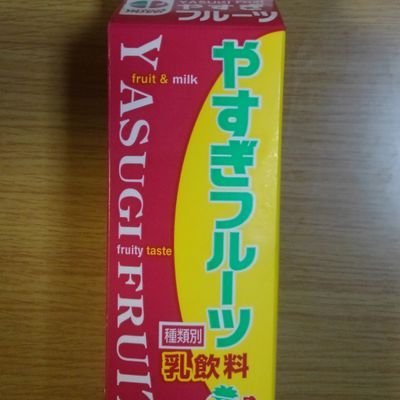 フルーツ
YASUGI FRUIT
fruit & milk
fruity taste
やすぎフルーツ
種類別
乳飲料